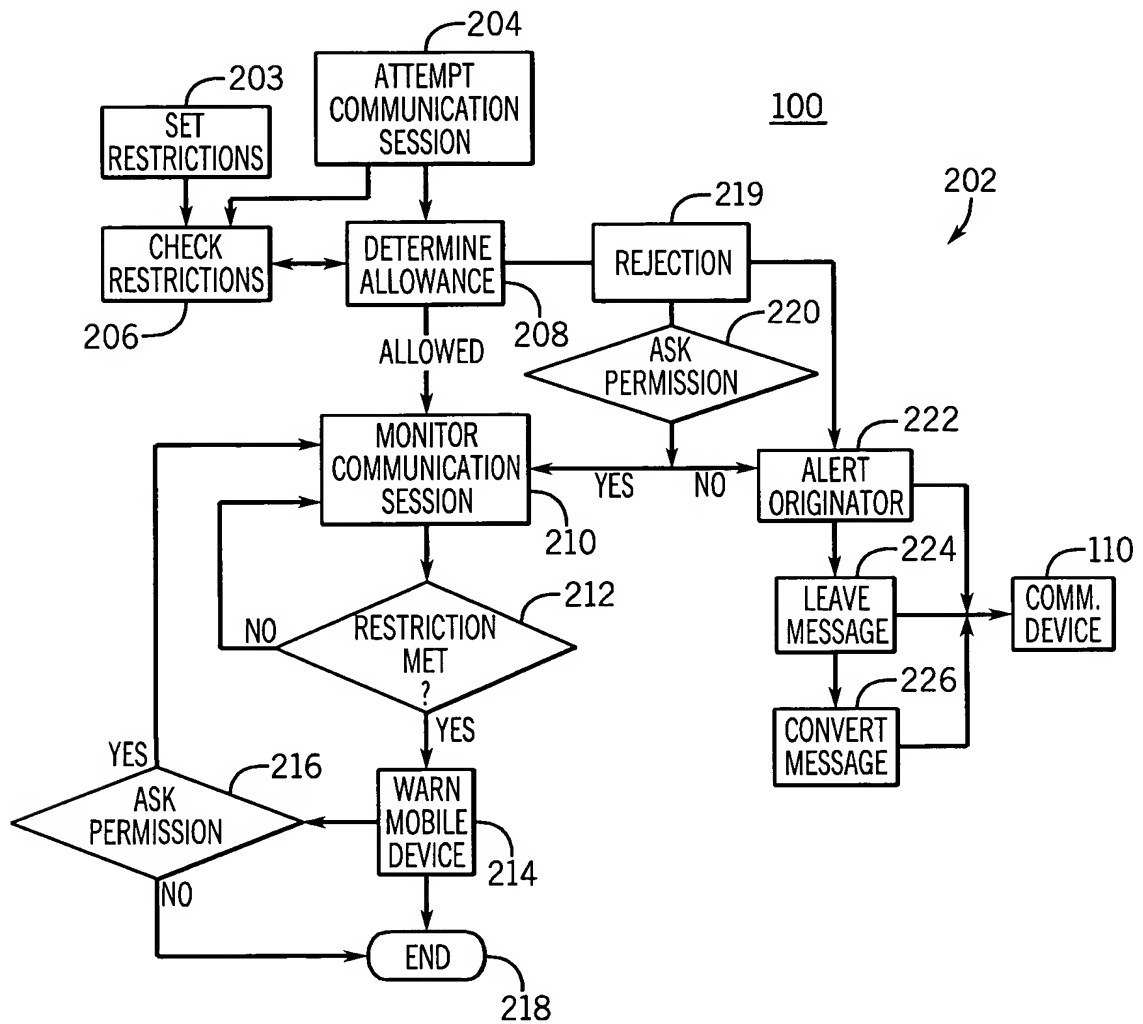 204
203
ATTEMPT
COMMUNICATION
SESSION
100
SET
RESTRICTIONS
219
202
CHECK
RESTRICTIONS
DETERMINE
ALLOWANCE
REJECTION
206
208
220
ALLOWED
ASK
PERMISSION
MONITOR
COMMUNICATION
SESSION
222
YES
NO
ALERT
ORIGINATOR
210
224
110
212
LEAVE
MESSAGE
COMM.
DEVICE
NO
RESTRICTION
MET
?
226
YES
CONVERT
MESSAGE
YES
216
ASK
PERMISSION
WARN
MOBILE
DEVICE
214
NO
END
218